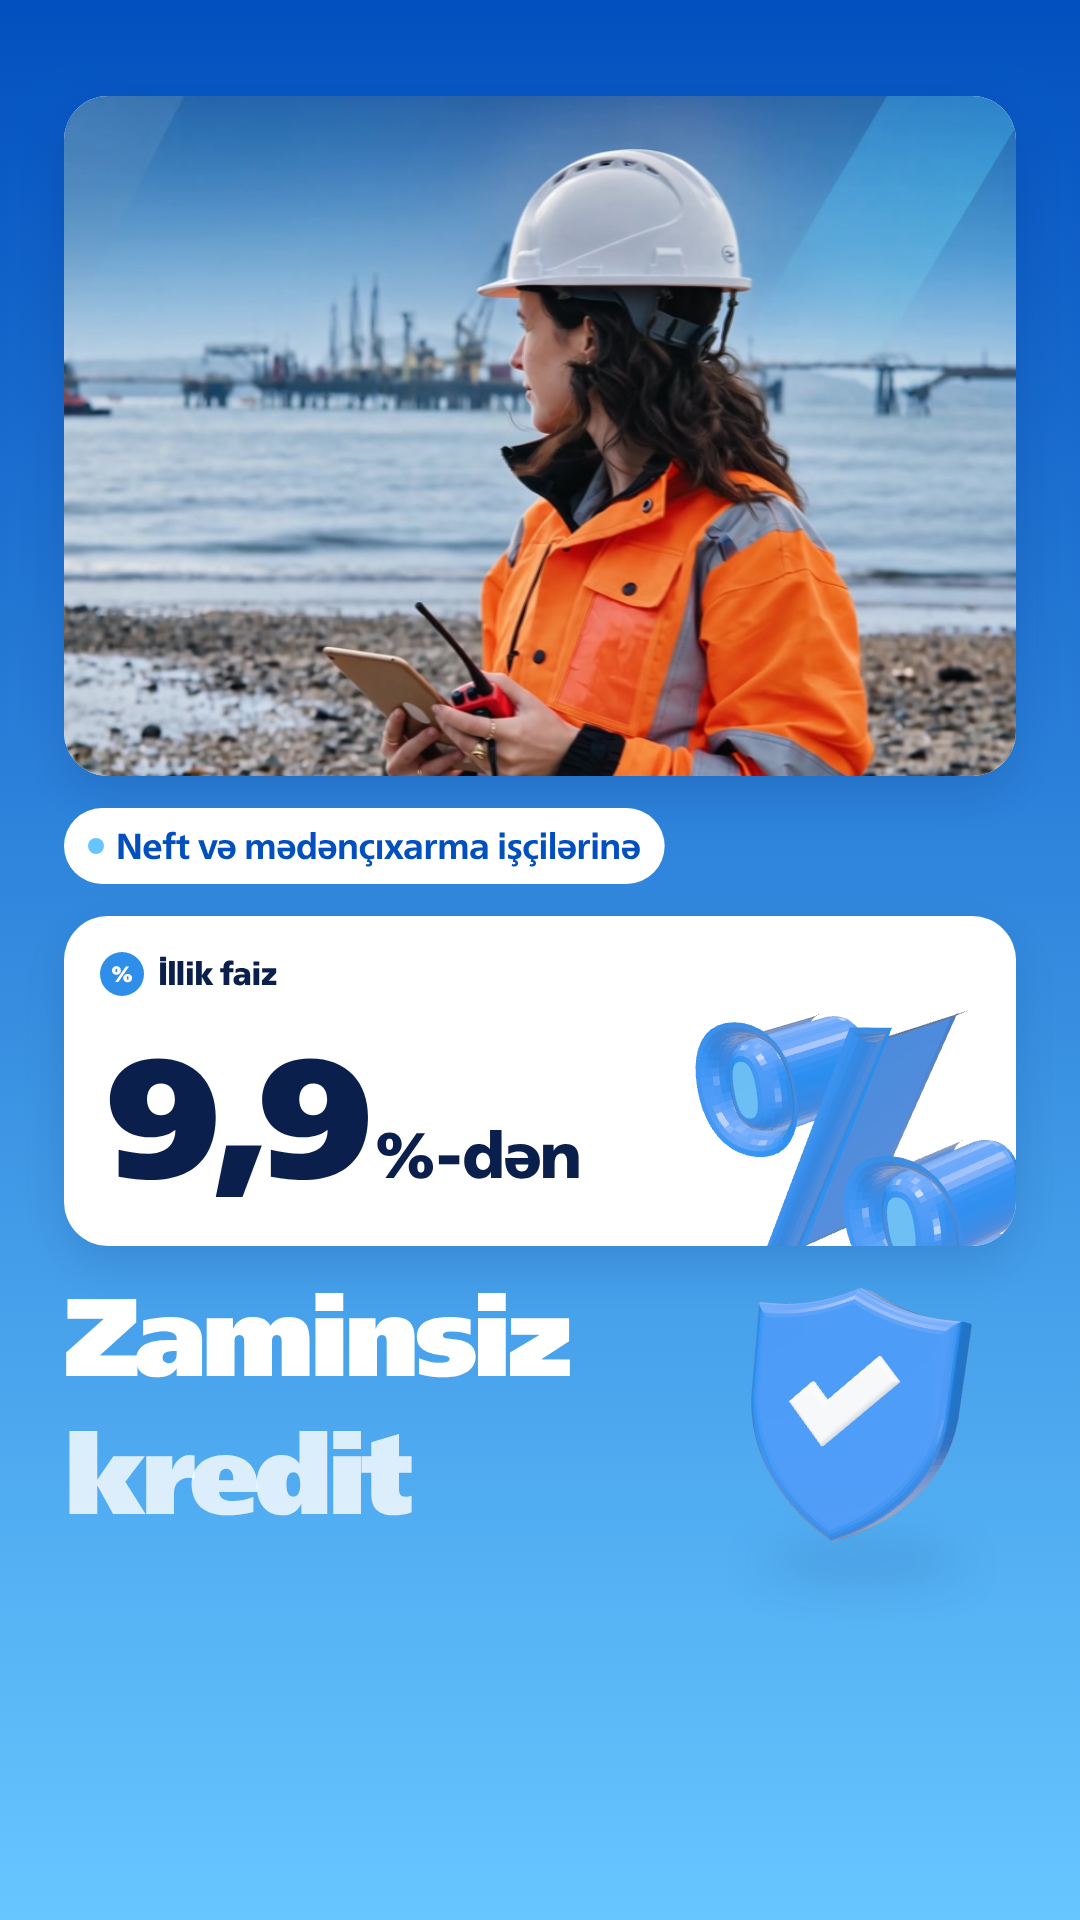 Neft və mədənçıxarma işçilərinə
% İllik faiz
9,9%-dən
Zaminsiz
kredit